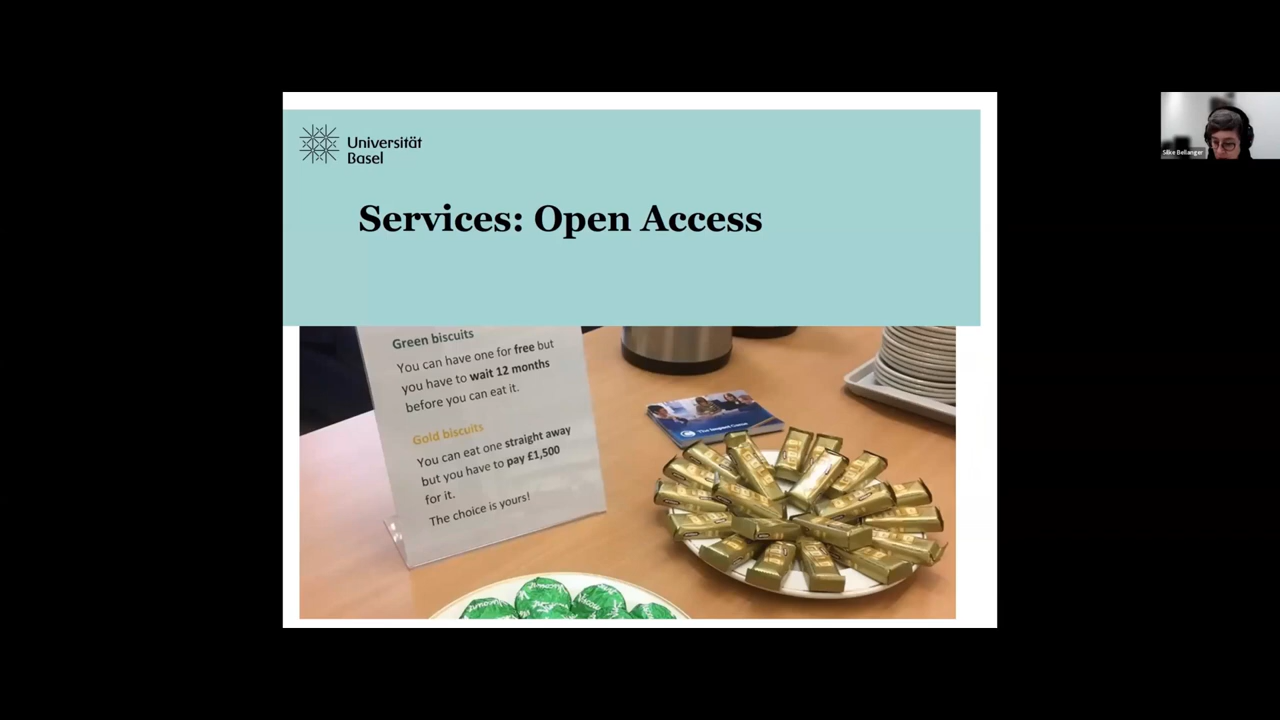 Universität
Basel
Services: Open Access
Green biscuits
You can have one for free but
you have to wait 12 months
before you can eat it.
Gold biscuits
You can eat one straight away
but you have to pay £1,500
for it.
The choice is yours!
Silke Bellanger